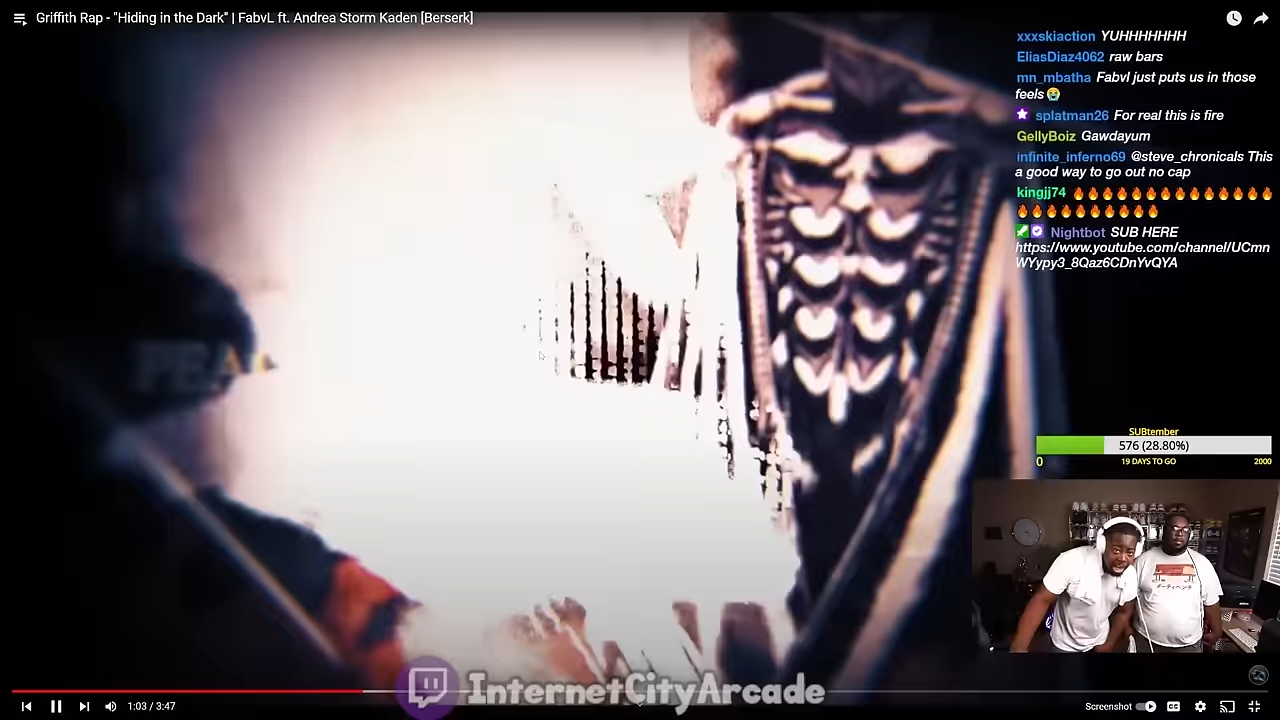 Griffith Rap - "Hiding in the Dark" | FabvL ft. Andrea Storm Kaden [Berserk]
xxxskiaction YUHHHHHHH
EliasDiaz4062 raw bars
mn_mbatha Fabvl just puts us in those
feels😭
splatman26 For real this is fire
GellyBoiz Gawdayum
infinite_inferno69 @steve_chronicals This
a good way to go out no cap
kingjj74 🔥🔥🔥🔥🔥🔥🔥🔥🔥🔥🔥🔥🔥🔥
🔥🔥🔥🔥🔥🔥🔥🔥🔥🔥
Nightbot SUB HERE
https://www.youtube.com/channel/UCmn
WYypy3_8Qaz6CDnYvQYA
PEA
SUBtember
576 (28.80%)
0 19 DAYS TO GO 2000
InternetCityArcade
1:03 / 3:47
Screenshot